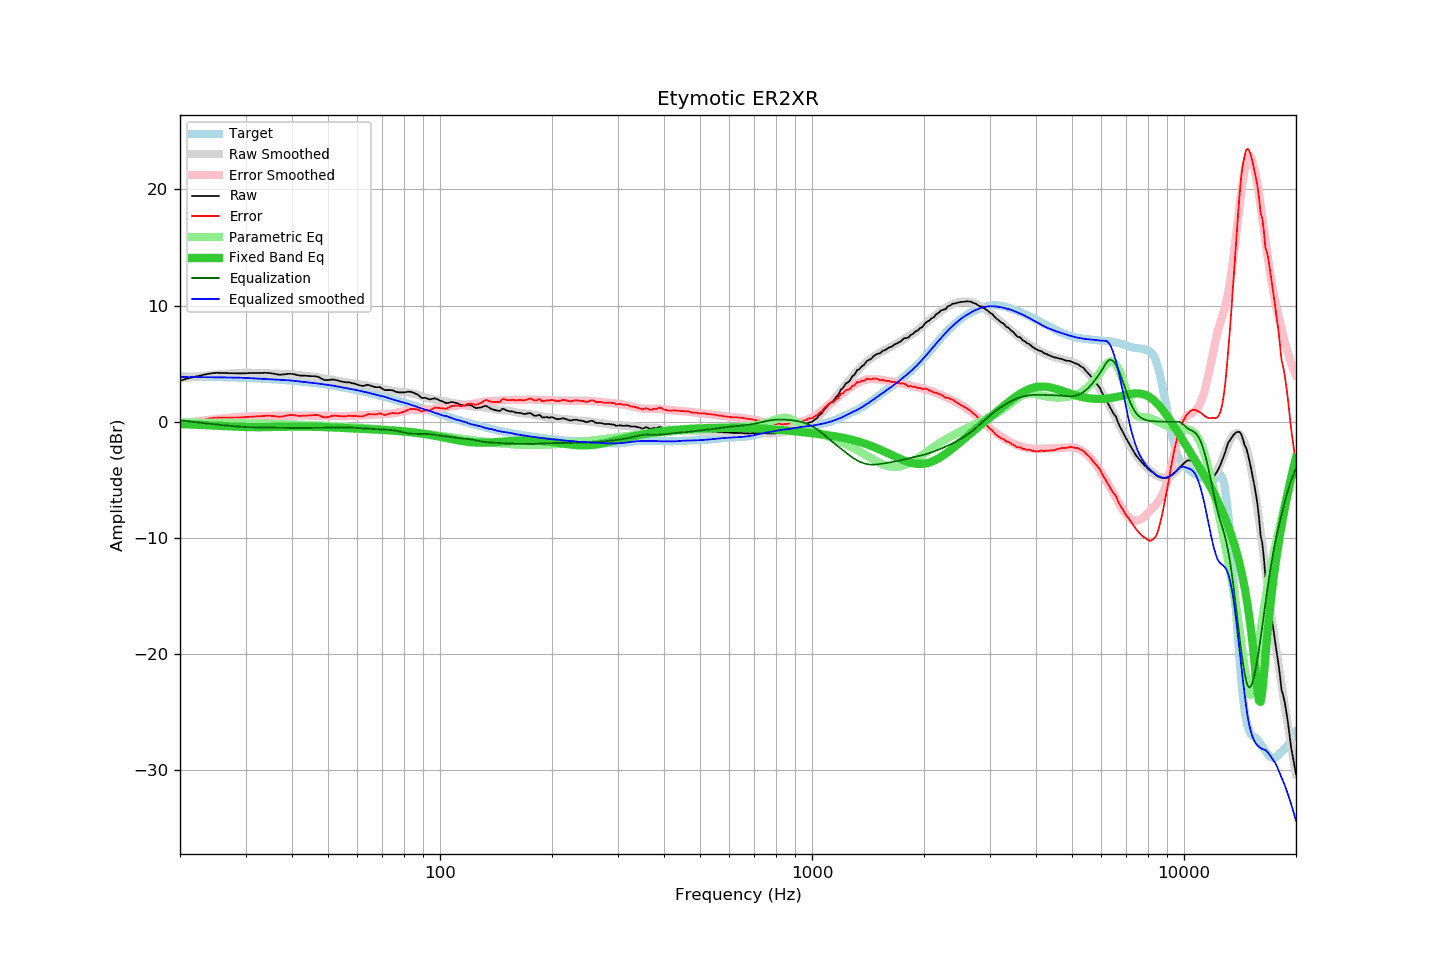 Etymotic ER2XR
Target
Raw Smoothed
Error Smoothed
Raw
Error
Parametric Eq
Fixed Band Eq
Equalization
Equalized smoothed
20
10
0
−10
−20
−30
Amplitude (dBr)
100
1000
10000
Frequency (Hz)